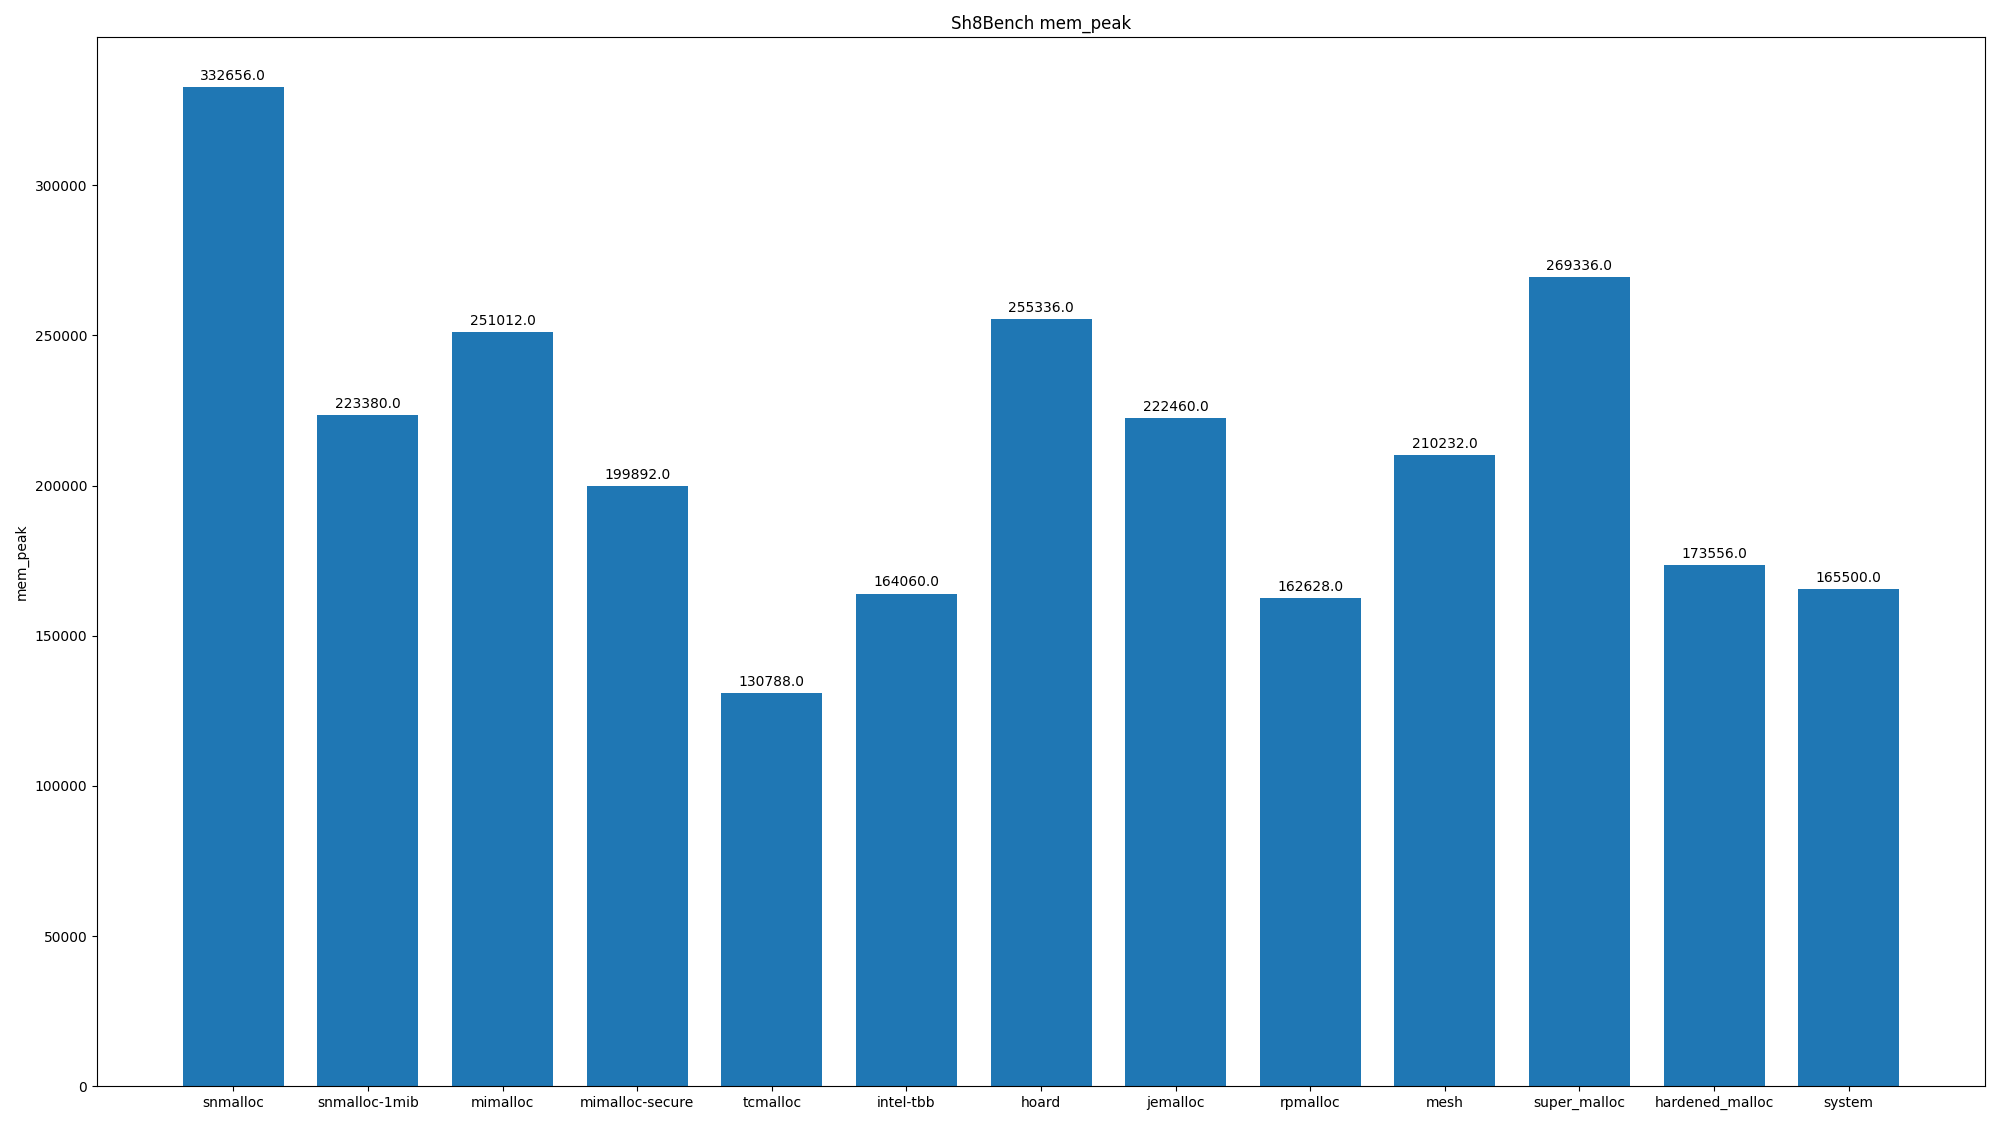 Sh8Bench mem_peak
mem_peak
300000
250000
200000
150000
100000
50000
0
332656.0
223380.0
251012.0
199892.0
130788.0
164060.0
255336.0
222460.0
162628.0
210232.0
269336.0
173556.0
165500.0
snmalloc
snmalloc-1mib
mimalloc
mimalloc-secure
tcmalloc
intel-tbb
hoard
jemalloc
rpmalloc
mesh
super_malloc
hardened_malloc
system